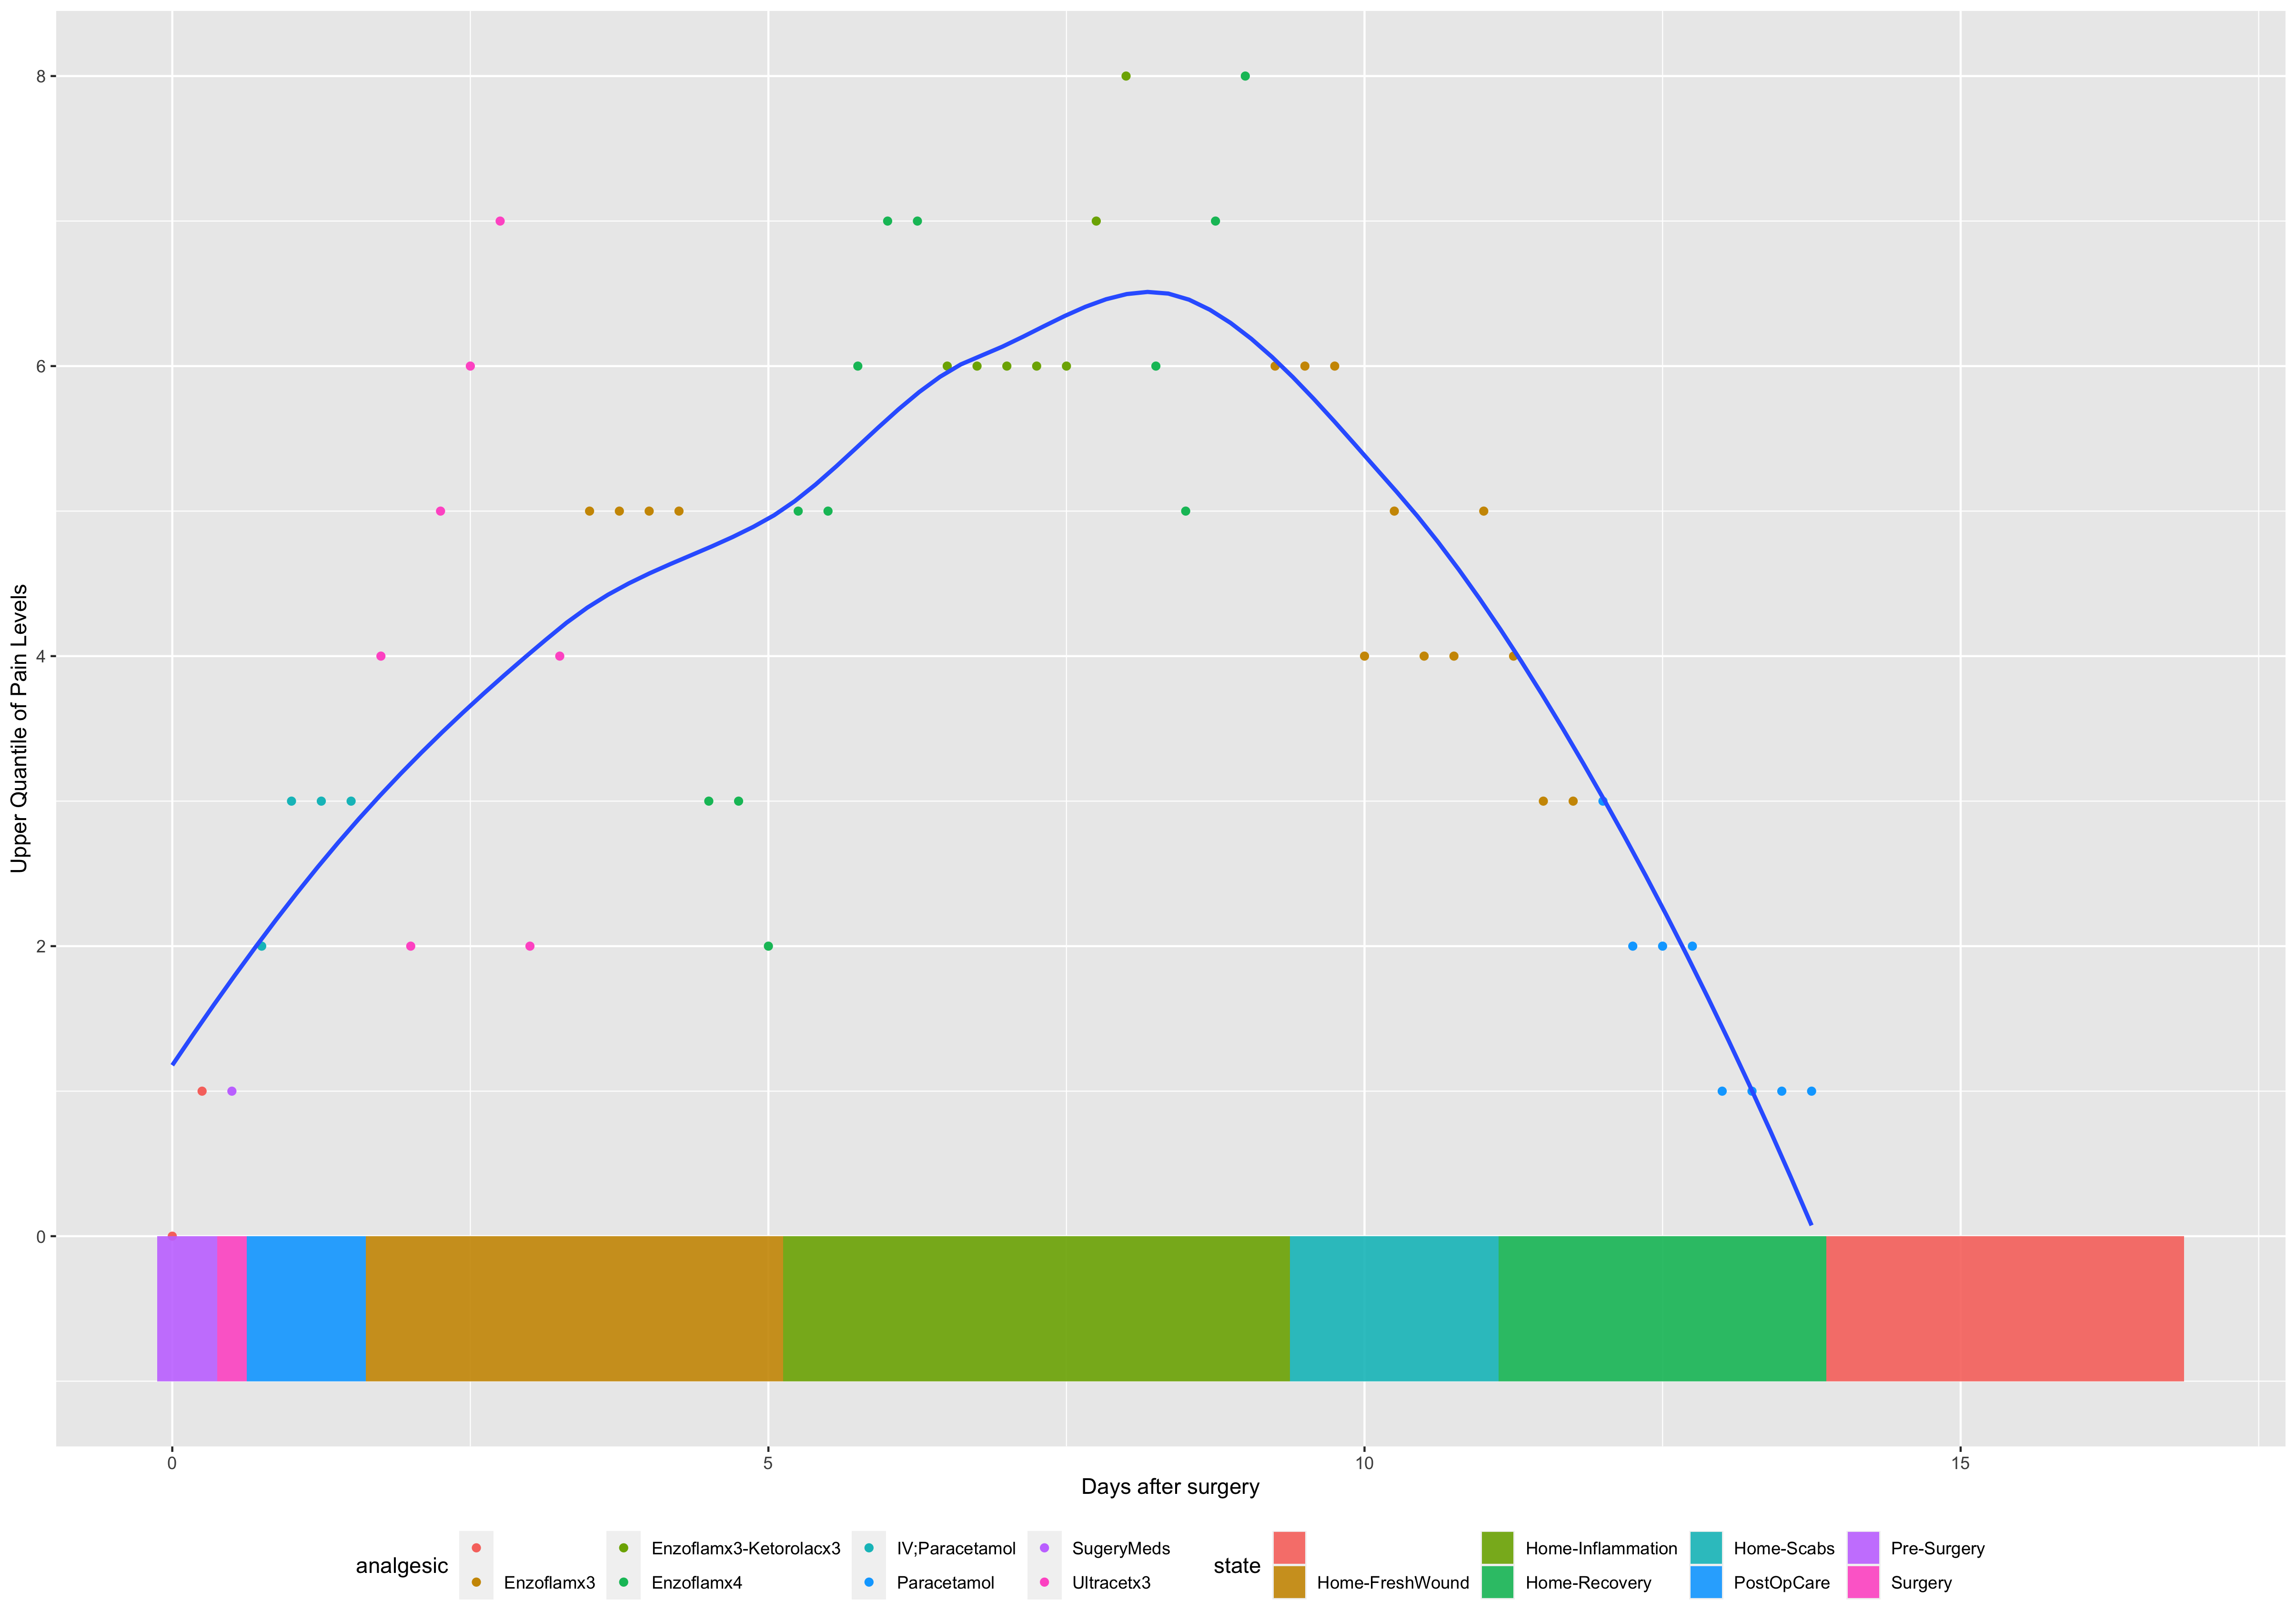 8
6
4
2
0
Upper Quantile of Pain Levels
0 5 10 15
Days after surgery
analgesic Enzoflamx3-Ketorolacx3 IV;Paracetamol SugeryMeds state Home-Inflammation Home-Scabs Pre-Surgery
Enzoflamx3 Enzoflamx4 Paracetamol Ultracetx3 Home-FreshWound Home-Recovery PostOpCare Surgery